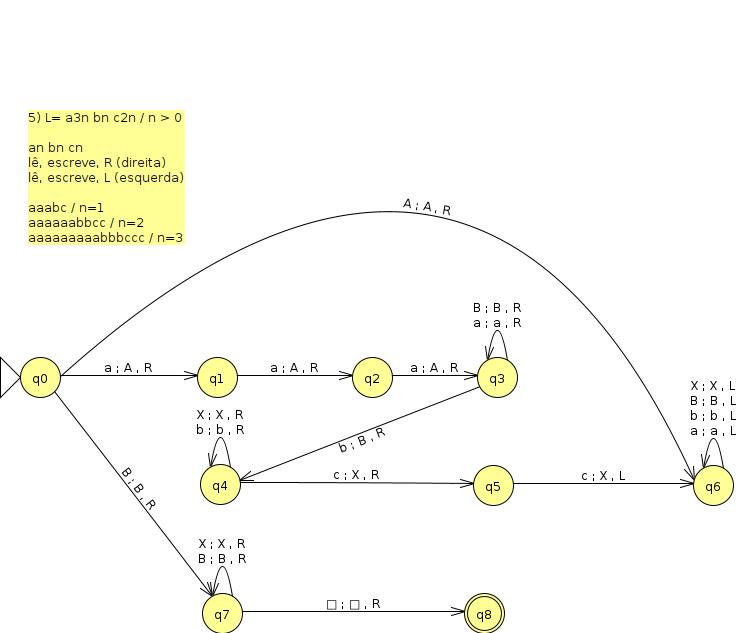 5) L= a3n bn c2n / n > 0
an bn cn
lê, escreve, R (direita)
lê, escreve, L (esquerda)
aaabc / n=1
aaaaaabbcc / n=2
aaaaaaaaabbbccc / n=3
A ; A , R
B ; B , R
a ; a , R
q0
a ; A , R
q1
a ; A , R
q2
a ; A , R
q3
X ; X , L
B ; B , L
b ; b , L
a ; a , L
X ; X , R
b ; b , R
b ; B , R
q4
c ; X , R
q5
c ; X , L
q6
B ; B , R
X ; X , R
B ; B , R
q7
□ ; □ , R
q8